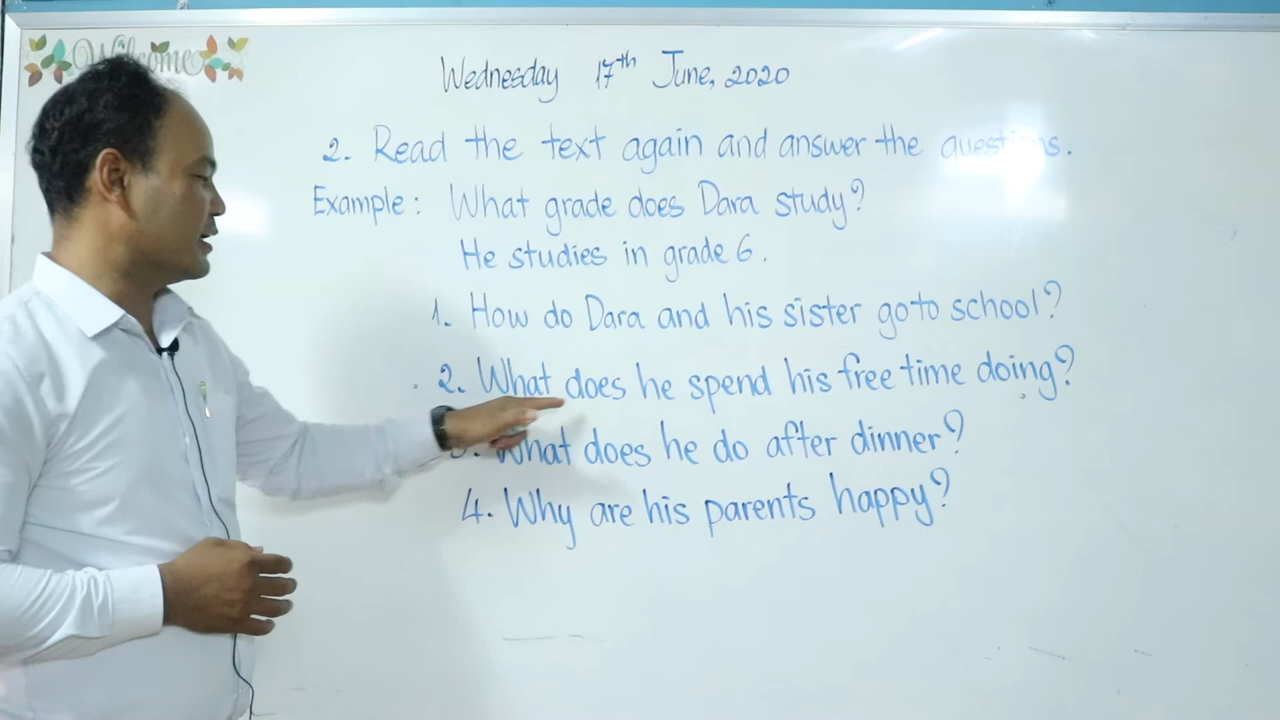 Welcome
Wednesday 17th June, 2020
2. Read the text again and answer the questions.
Example: What grade does Dara study?
He studies in grade 6.
1. How do Dara and his sister go to school?
2. What does he spend his free time doing?
3. What does he do after dinner?
4. Why are his parents happy?